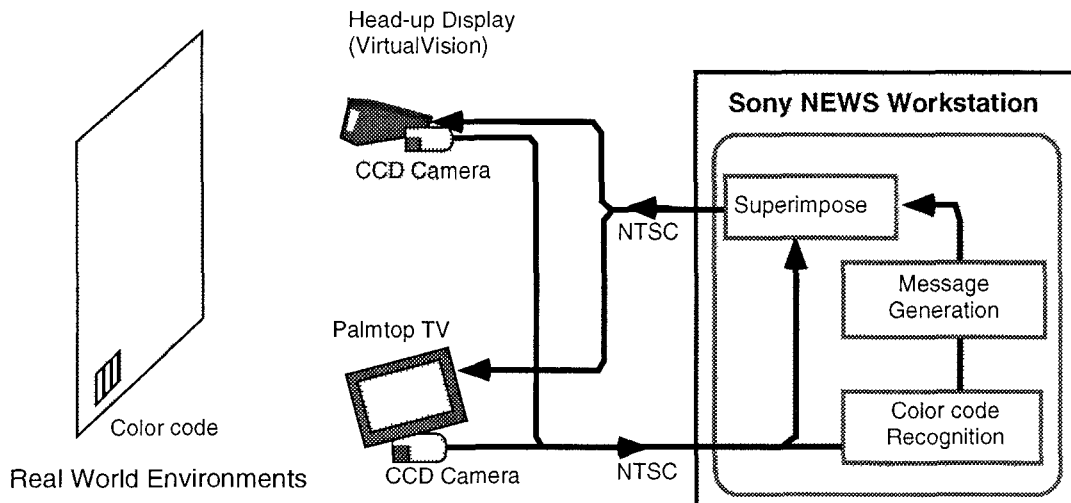 Head-up Display
(VirtualVision)
Sony NEWS Workstation
CCD Camera
Superimpose
NTSC
Message
Generation
Palmtop TV
Color code
Color code
Recognition
Real World Environments
CCD Camera
NTSC